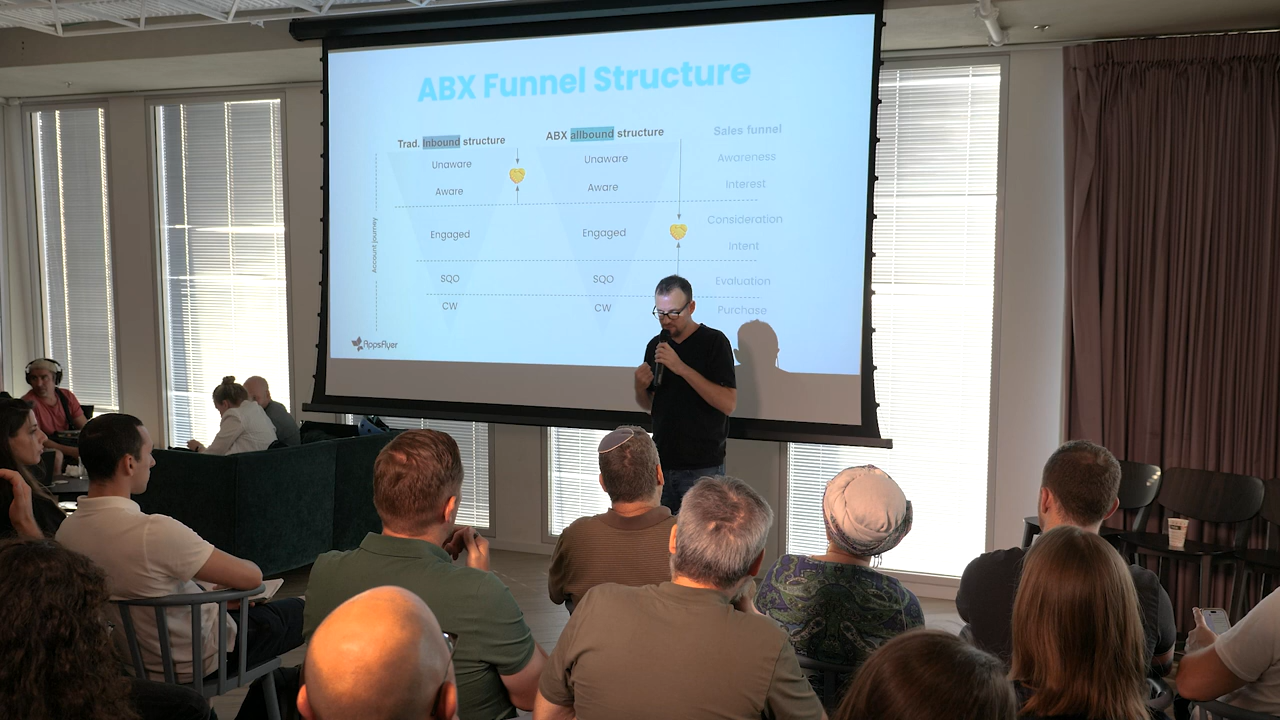 ABX Funnel Structure
Trad. Inbound structure
ABX allbound structure
Sales funnel
Unaware
Unaware
Awareness
Aware
Aware
Interest
Account journey
Engaged
Engaged
Consideration
Intent
SQO
SQO
Evaluation
CW
CW
Purchase
AppsFlyer